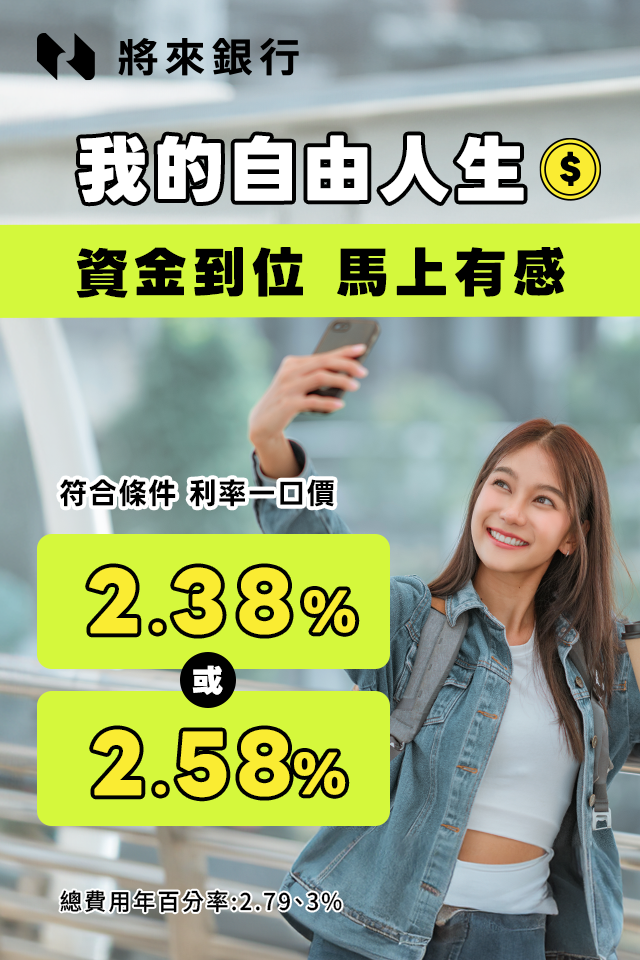 將來銀行
我的自由人生
$
資金到位 馬上有感
符合條件 利率一口價
2.38%
或
2.58%
總費用年百分率:2.79、3%